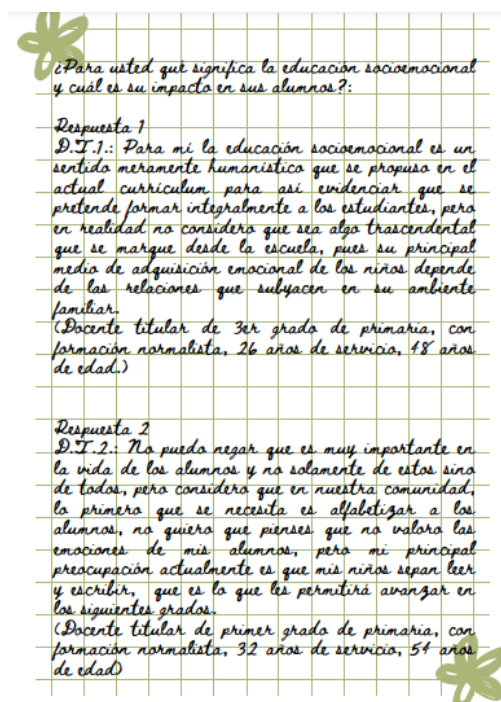 ¿Para usted qué significa la educación socioemocional
y cuál es su impacto en sus alumnos?:
Respuesta 1
D.T.1.: Para mí la educación socioemocional es un
sentido meramente humanístico que se propuso en el
actual currículum para así evidenciar que se
pretende formar integralmente a los estudiantes, pero
en realidad no considero que sea algo trascendental
que se marque desde la escuela, pues su principal
medio de adquisición emocional de los niños depende
de las relaciones que subyacen en su ambiente
familiar.
(Docente titular de 3er grado de primaria, con
formación normalista, 26 años de servicio, 48 años
de edad.)
Respuesta 2
D.T.2.: No puedo negar que es muy importante en
la vida de los alumnos y no solamente de estos sino
de todos, pero considero que en nuestra comunidad,
lo primero que se necesita es alfabetizar a los
alumnos, no quiero que pienses que no valoro las
emociones de mis alumnos, pero mi principal
preocupación actualmente es que mis niños sepan leer
y escribir, que es lo que les permitirá avanzar en
los siguientes grados.
(Docente titular de primer grado de primaria, con
formación normalista, 32 años de servicio, 54 años
de edad)